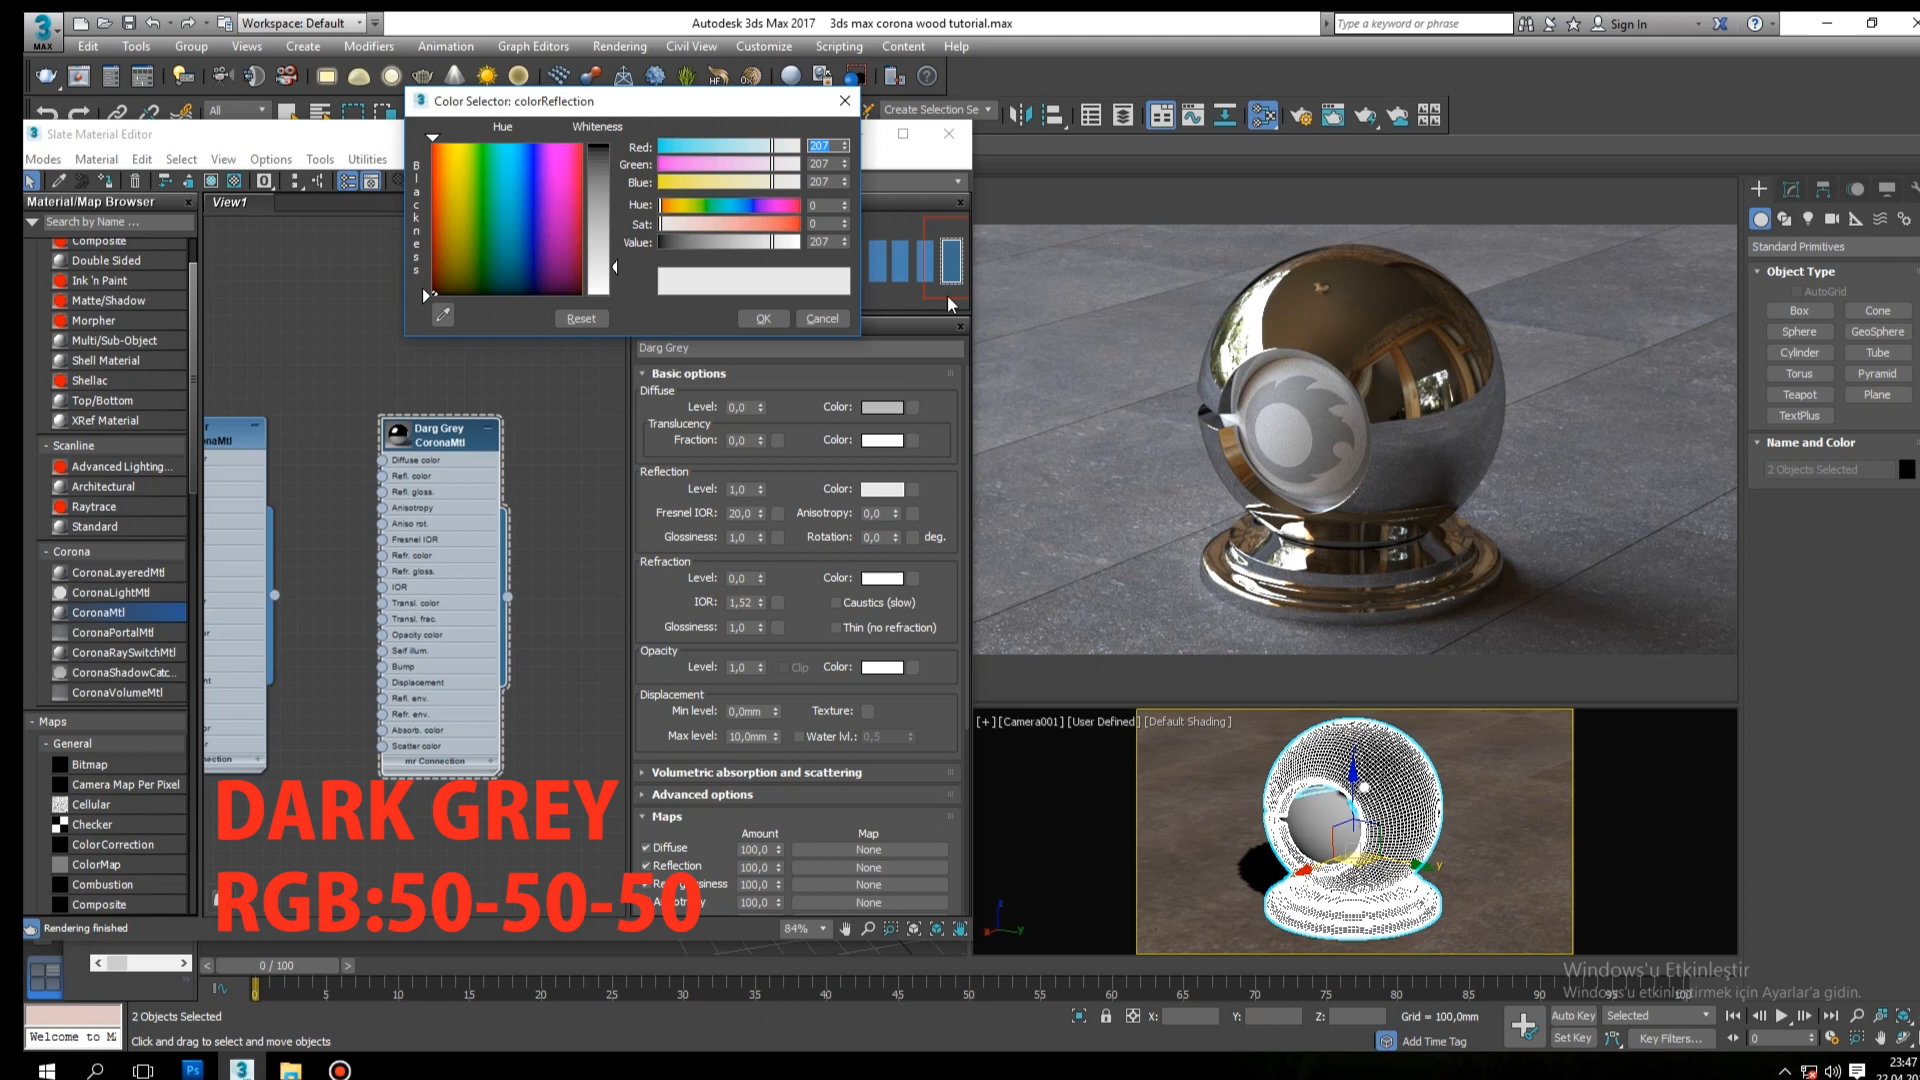 Workspace: Default
Autodesk 3ds Max 2017 3ds max corona wood tutorial.max
Type a keyword or phrase
Sign In
MAX
Edit Tools Group Views Create Modifiers Animation Graph Editors Rendering Civil View Customize Scripting Content Help
All
Create Selection Se
Slate Material Editor
Modes Material Edit Select View Options Tools Utilities
Material/Map Browser
Search by Name ...
View1
Composite
Double Sided
Ink 'n Paint
Matte/Shadow
Morpher
Multi/Sub-Object
Shell Material
Shellac
Top/Bottom
XRef Material
- Scanline
Advanced Lighting...
Architectural
Raytrace
Standard
- Corona
CoronaLayeredMtl
CoronaLightMtl
CoronaMtl
CoronaPortalMtl
CoronaRaySwitchMtl
CoronaShadowCatc...
CoronaVolumeMtl
- Maps
- General
Bitmap
Camera Map Per Pixel
Cellular
Checker
ColorCorrection
ColorMap
Combustion
Composite
Rendering finished
Color Selector: colorReflection
Hue Whiteness
Blackness
Red: 207
Green: 207
Blue: 207
Hue: 0
Sat: 0
Value: 207
Reset OK Cancel
Darg Grey
CoronaMtl
Diffuse color
Refl. color
Refl. gloss.
Anisotropy
Aniso rot.
Fresnel IOR
Refr. color
Refr. gloss.
IOR
Transl. color
Transl. frac.
Opacity color
Self illum.
Bump
Displacement
Refl. env.
Refr. env.
Absorb. color
Scatter color
mr Connection
Darg Grey
Basic options
Diffuse
Level: 0,0 Color:
Translucency
Fraction: 0,0 Color:
Reflection
Level: 1,0 Color:
Fresnel IOR: 20,0 Anisotropy: 0,0
Glossiness: 1,0 Rotation: 0,0 deg.
Refraction
Level: 0,0 Color:
IOR: 1,52 Caustics (slow)
Glossiness: 1,0 Thin (no refraction)
Opacity
Level: 1,0 Clip Color:
Displacement
Min level: 0,0mm Texture:
Max level: 10,0mm Water lvl.: 0,5
Volumetric absorption and scattering
Advanced options
Maps
Amount Map
Diffuse 100,0 None
Reflection 100,0 None
100,0 None
100,0 None
84%
DARK GREY
RGB:50-50-50
[+] [Camera001] [User Defined] [Default Shading]
Standard Primitives
Object Type
AutoGrid
Box Cone
Sphere GeoSphere
Cylinder Tube
Torus Pyramid
Teapot Plane
TextPlus
Name and Color
2 Objects Selected
Windows'u Etkinleştir
Windows'u etkinleştirmek için Ayarlar'a gidin.
0 / 100
0 5 10 15 20 25 30 35 40 45 50 55 60 65 70 75 80 85 90 95 100
2 Objects Selected
X: Y: Z: Grid = 100,0mm
Auto Key Selected
Welcome to M
Click and drag to select and move objects
Add Time Tag
Set Key Key Filters... 0
23:47